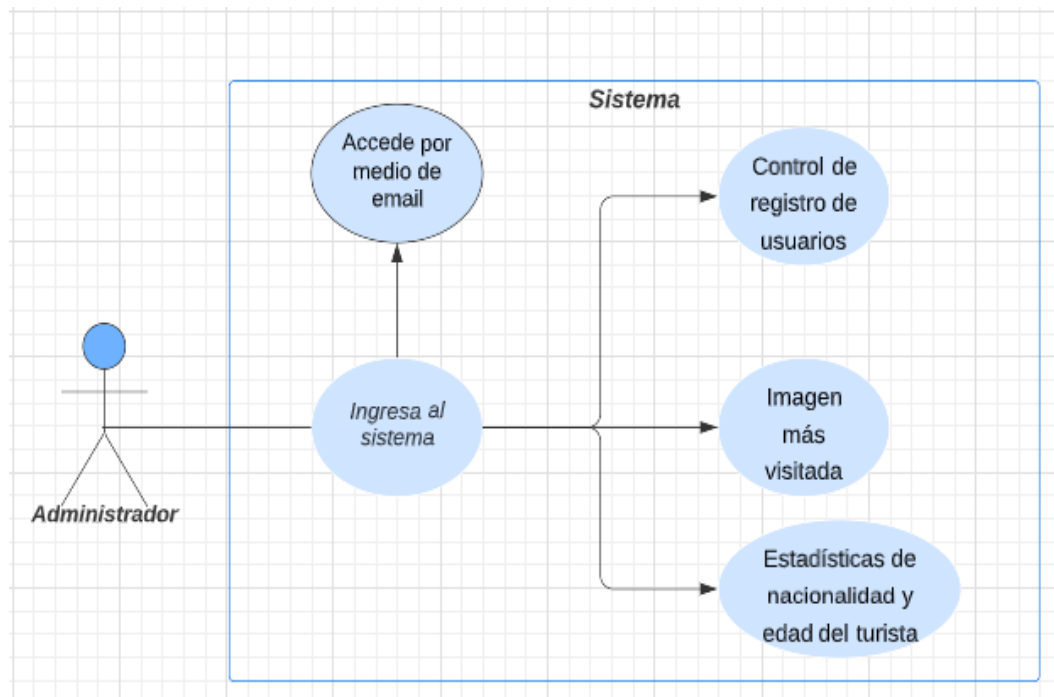 Sistema
Accede por
medio de
email
Control de
registro de
usuarios
Ingresa al
sistema
Imagen
más
visitada
Administrador
Estadísticas de
nacionalidad y
edad del turista